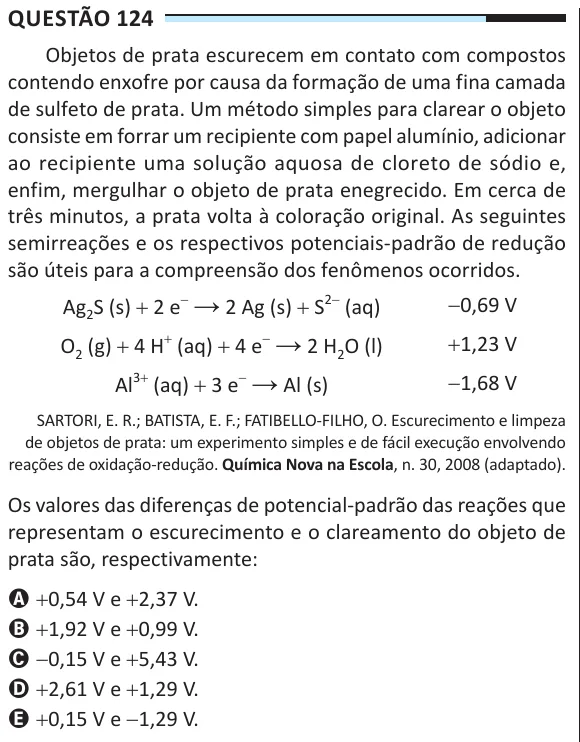 QUESTÃO 124
Objetos de prata escurecem em contato com compostos
contendo enxofre por causa da formação de uma fina camada
de sulfeto de prata. Um método simples para clarear o objeto
consiste em forrar um recipiente com papel alumínio, adicionar
ao recipiente uma solução aquosa de cloreto de sódio e,
enfim, mergulhar o objeto de prata enegrecido. Em cerca de
três minutos, a prata volta à coloração original. As seguintes
semirreações e os respectivos potenciais-padrão de redução
são úteis para a compreensão dos fenômenos ocorridos.
Ag₂S (s) + 2 e⁻ ⟶ 2 Ag (s) + S²⁻ (aq) −0,69 V
O₂ (g) + 4 H⁺ (aq) + 4 e⁻ ⟶ 2 H₂O (l) +1,23 V
Al³⁺ (aq) + 3 e⁻ ⟶ Al (s) −1,68 V
SARTORI, E. R.; BATISTA, E. F.; FATIBELLO-FILHO, O. Escurecimento e limpeza
de objetos de prata: um experimento simples e de fácil execução envolvendo
reações de oxidação-redução. Química Nova na Escola, n. 30, 2008 (adaptado).
Os valores das diferenças de potencial-padrão das reações que
representam o escurecimento e o clareamento do objeto de
prata são, respectivamente:
A +0,54 V e +2,37 V.
B +1,92 V e +0,99 V.
C −0,15 V e +5,43 V.
D +2,61 V e +1,29 V.
E +0,15 V e −1,29 V.